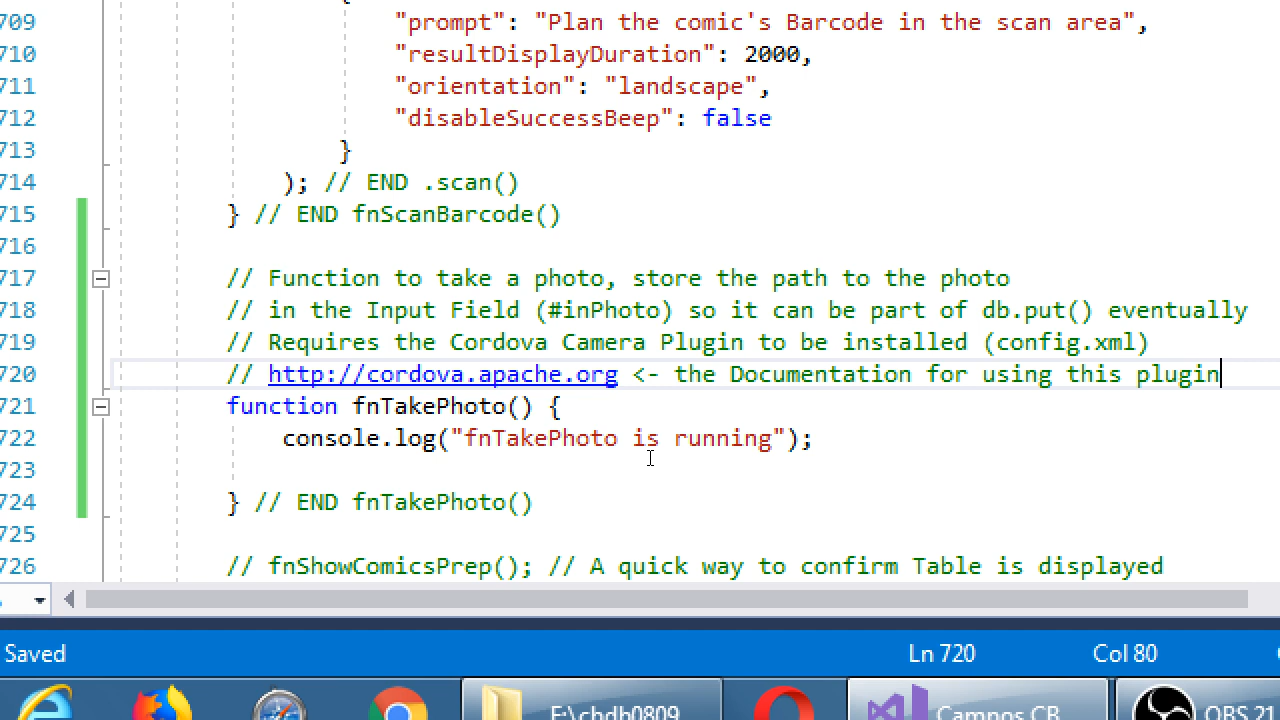 709 "prompt": "Plan the comic's Barcode in the scan area",
710 "resultDisplayDuration": 2000,
711 "orientation": "landscape",
712 "disableSuccessBeep": false
713 }
714 ); // END .scan()
715 } // END fnScanBarcode()
716
717 // Function to take a photo, store the path to the photo
718 // in the Input Field (#inPhoto) so it can be part of db.put() eventually
719 // Requires the Cordova Camera Plugin to be installed (config.xml)
720 // http://cordova.apache.org <- the Documentation for using this plugin
721 function fnTakePhoto() {
722 console.log("fnTakePhoto is running");
723
724 } // END fnTakePhoto()
725
726 // fnShowComicsPrep(); // A quick way to confirm Table is displayed
Saved Ln 720 Col 80
F:\cbdb0809 Campos CB OBS 21